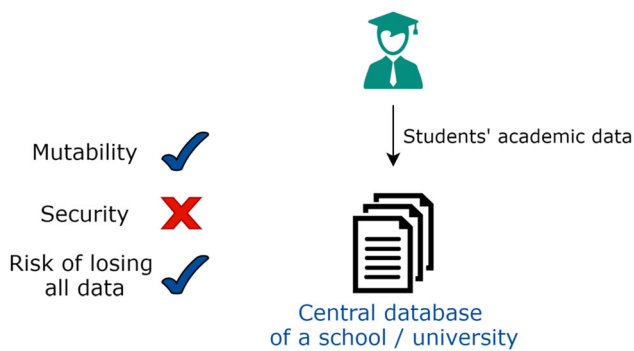 Students' academic data
Mutability
Security
Risk of losing
all data
Central database
of a school / university